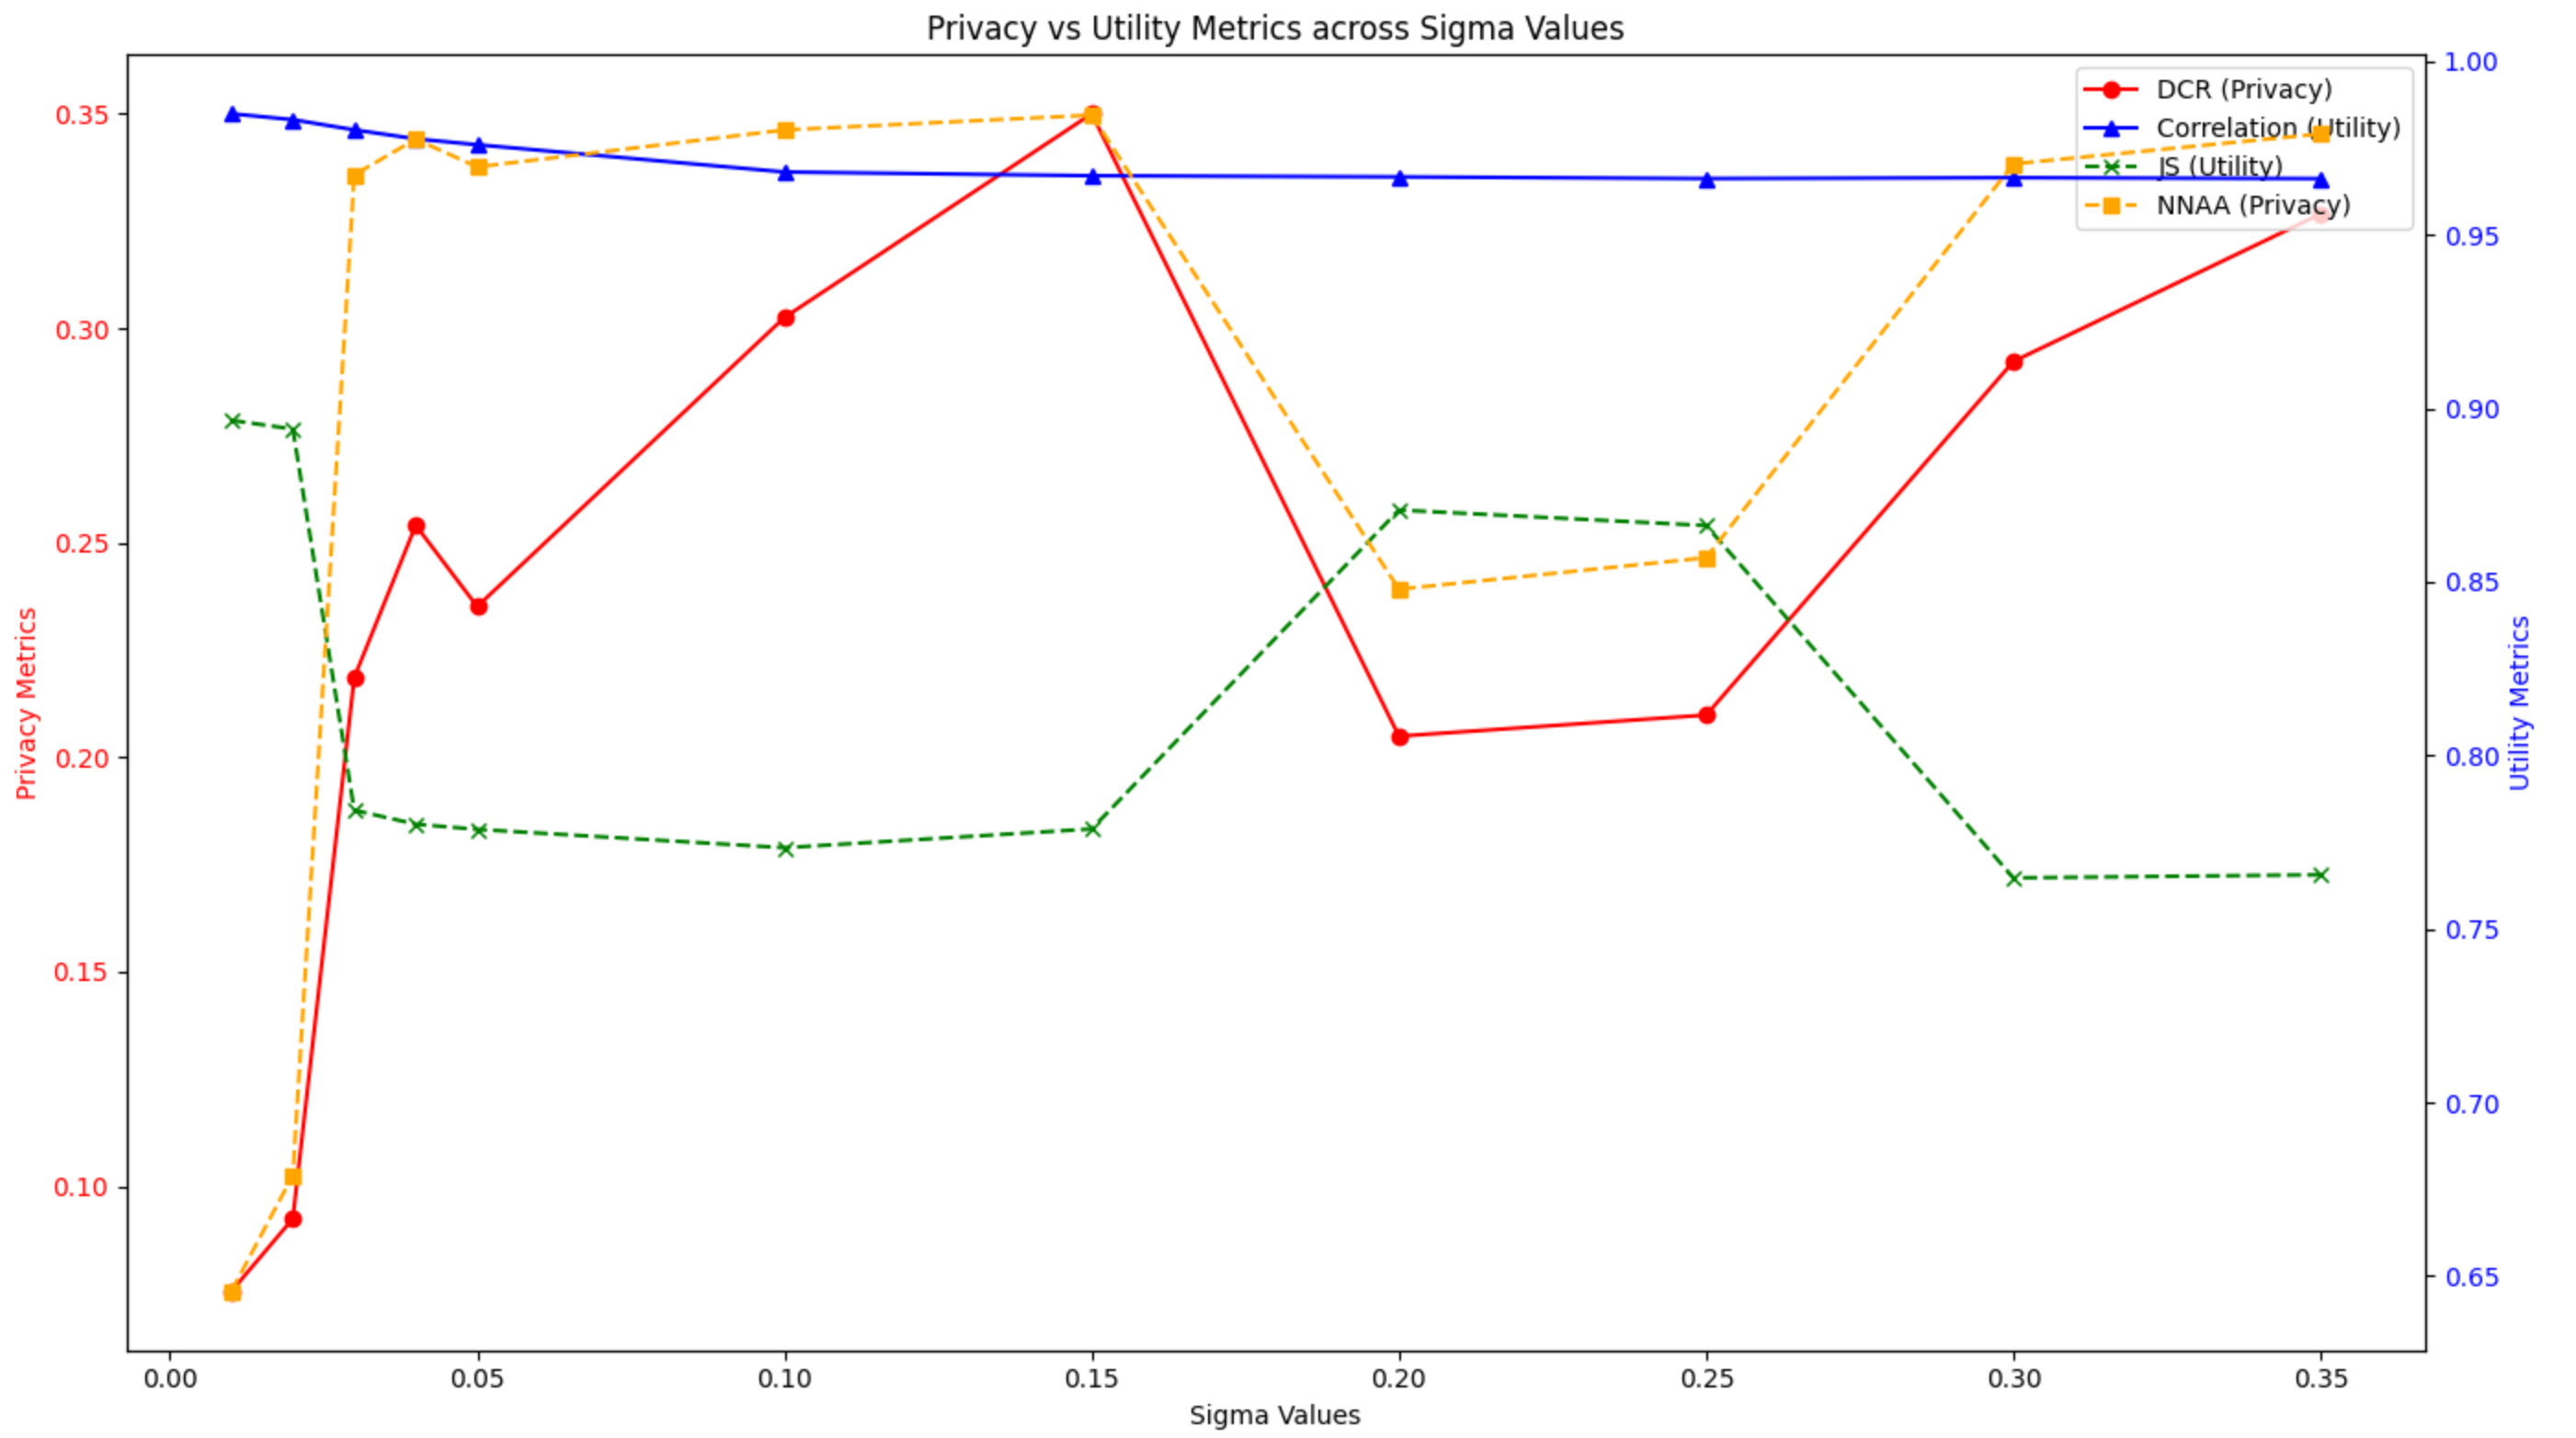 Privacy vs Utility Metrics across Sigma Values
DCR (Privacy)
Correlation (Utility)
JS (Utility)
NNAA (Privacy)
0.35
0.30
0.25
0.20
0.15
0.10
Privacy Metrics
1.00
0.95
0.90
0.85
0.80
0.75
0.70
0.65
Utility Metrics
0.00
0.05
0.10
0.15
0.20
0.25
0.30
0.35
Sigma Values